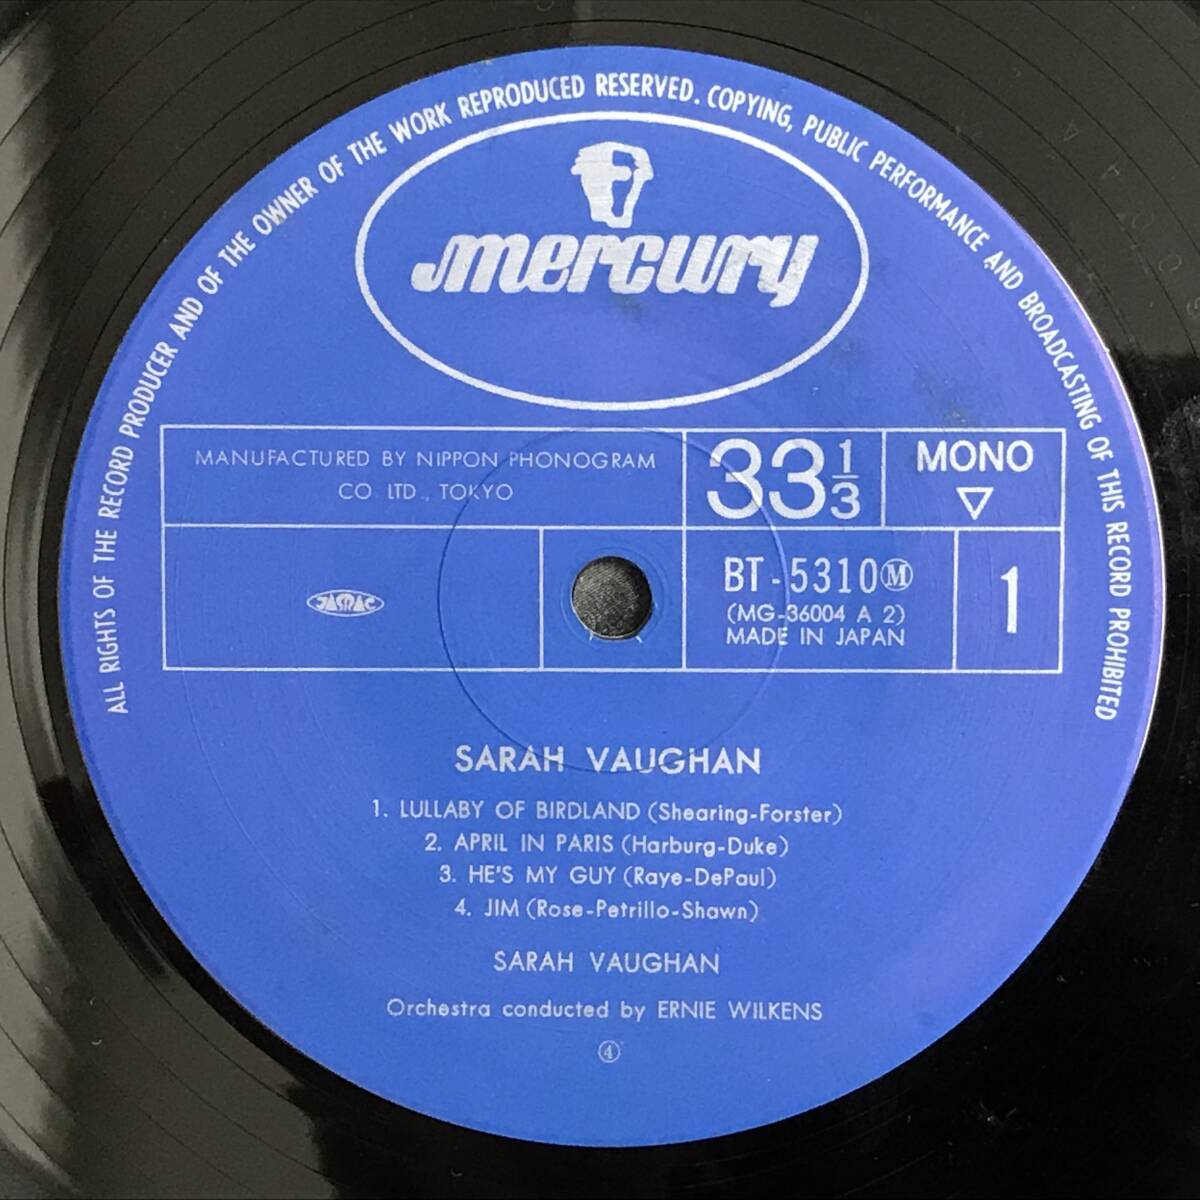 ALL RIGHTS OF THE RECORD PRODUCER AND OF THE OWNER OF THE WORK REPRODUCED RESERVED. COPYING, PUBLIC PERFORMANCE AND BROADCASTING OF THIS RECORD PROHIBITED
mercury
MANUFACTURED BY NIPPON PHONOGRAM
CO LTD., TOKYO
33 1/3
MONO
▽
JASRAC
BT-5310Ⓜ
(MG-36004 A 2)
MADE IN JAPAN
1
SARAH VAUGHAN
1. LULLABY OF BIRDLAND (Shearing-Forster)
2. APRIL IN PARIS (Harburg-Duke)
3. HE'S MY GUY (Raye-DePaul)
4. JIM (Rose-Petrillo-Shawn)
SARAH VAUGHAN
Orchestra conducted by ERNIE WILKENS
④